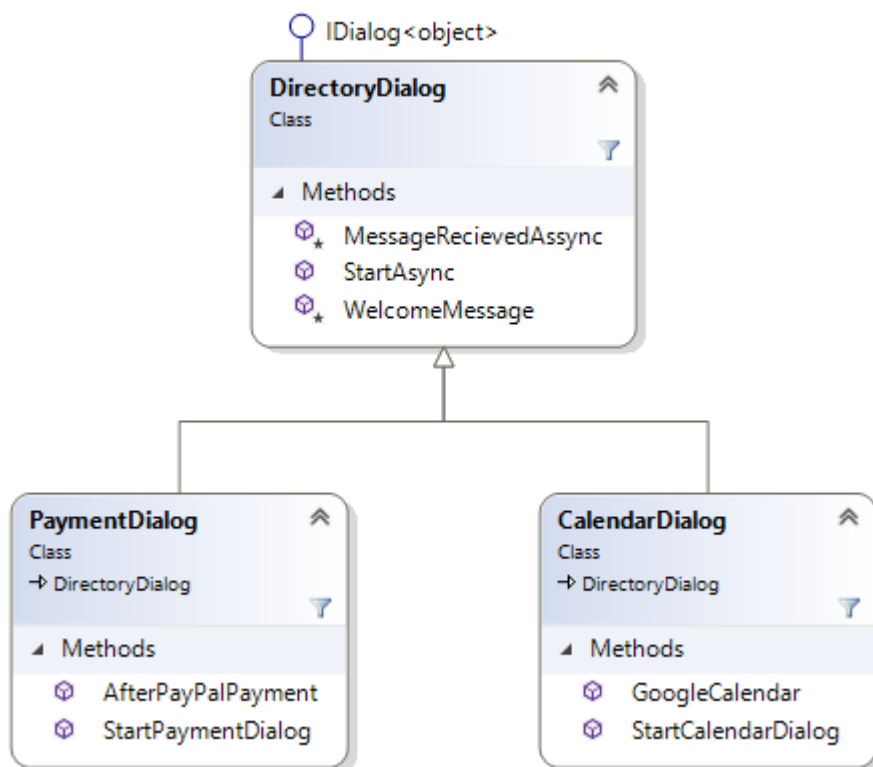 IDialog<object>
DirectoryDialog
Class
Methods
MessageRecievedAssync
StartAsync
WelcomeMessage
PaymentDialog
Class
DirectoryDialog
Methods
AfterPayPalPayment
StartPaymentDialog
CalendarDialog
Class
DirectoryDialog
Methods
GoogleCalendar
StartCalendarDialog